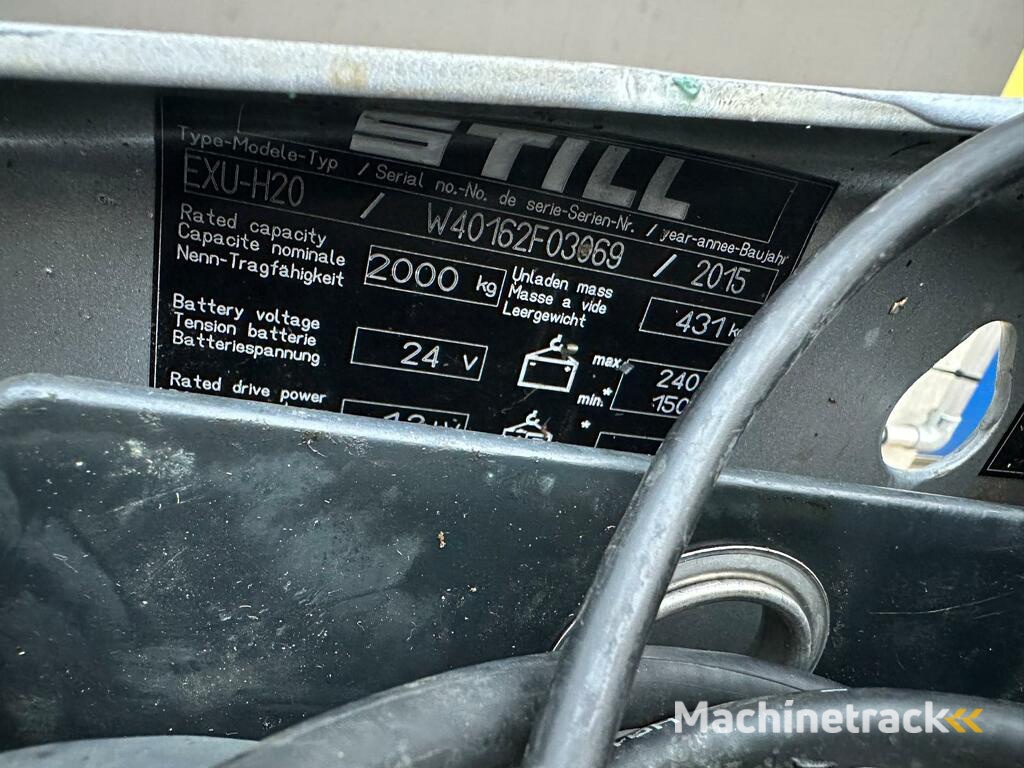 STILL
Type-Modele-Typ / Serial no.-No. de serie-Serien-Nr. / year-annee-Baujahr
EXU-H20 / W40162F03069 / 2015
Rated capacity
Capacite nominale
Nenn-Tragfähigkeit
2000 kg
Unladen mass
Masse a vide
Leergewicht
431
Battery voltage
Tension batterie
Batteriespannung
24 V
max.
240
min.*
150
*
Rated drive power
Machinetrack